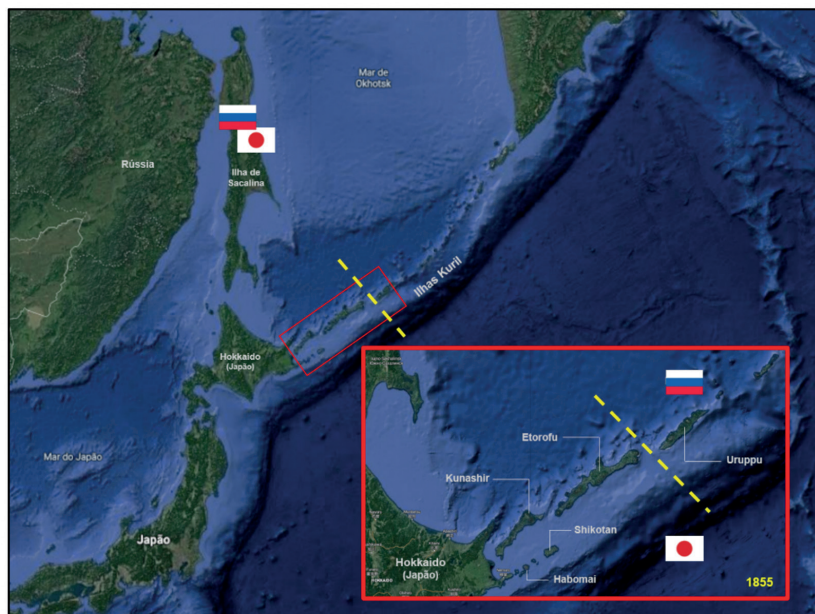 Mar de
Okhotsk
Rússia
Ilha de
Sacalina
Ilhas Kuril
Hokkaido
(Japão)
Mar do Japão
Japão
Etorofu
Uruppu
Kunashir
Shikotan
Hokkaido
(Japão)
Habomai
1855